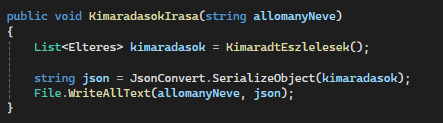 public void KimaradasokIrasa(string allomanyNeve)
{
List<Elteres> kimaradasok = KimaradtEszlelesek();
string json = JsonConvert.SerializeObject(kimaradasok);
File.WriteAllText(allomanyNeve, json);
}